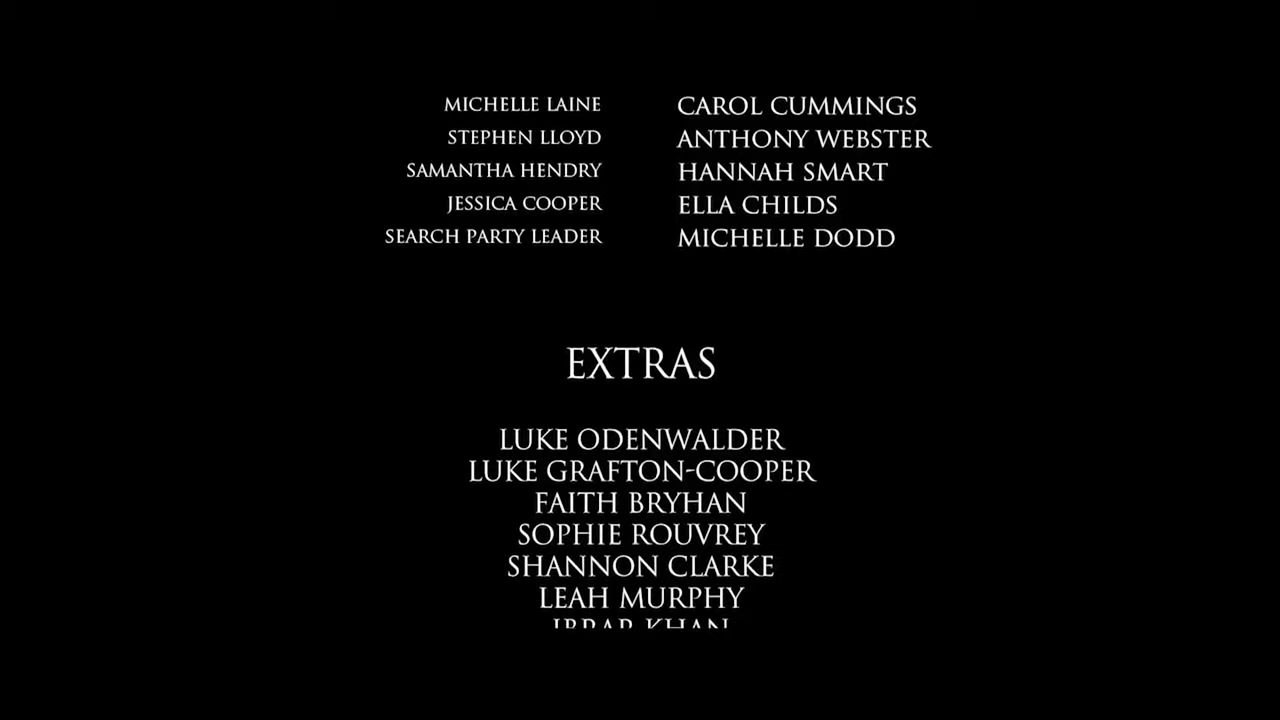 MICHELLE LAINE CAROL CUMMINGS
STEPHEN LLOYD ANTHONY WEBSTER
SAMANTHA HENDRY HANNAH SMART
JESSICA COOPER ELLA CHILDS
SEARCH PARTY LEADER MICHELLE DODD
EXTRAS
LUKE ODENWALDER
LUKE GRAFTON-COOPER
FAITH BRYHAN
SOPHIE ROUVREY
SHANNON CLARKE
LEAH MURPHY
KHAN